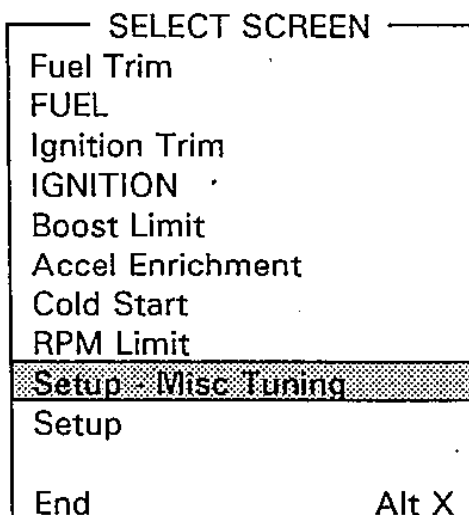 SELECT SCREEN
Fuel Trim
FUEL
Ignition Trim
IGNITION
Boost Limit
Accel Enrichment
Cold Start
RPM Limit
Setup - Misc Tuning
Setup
End Alt X